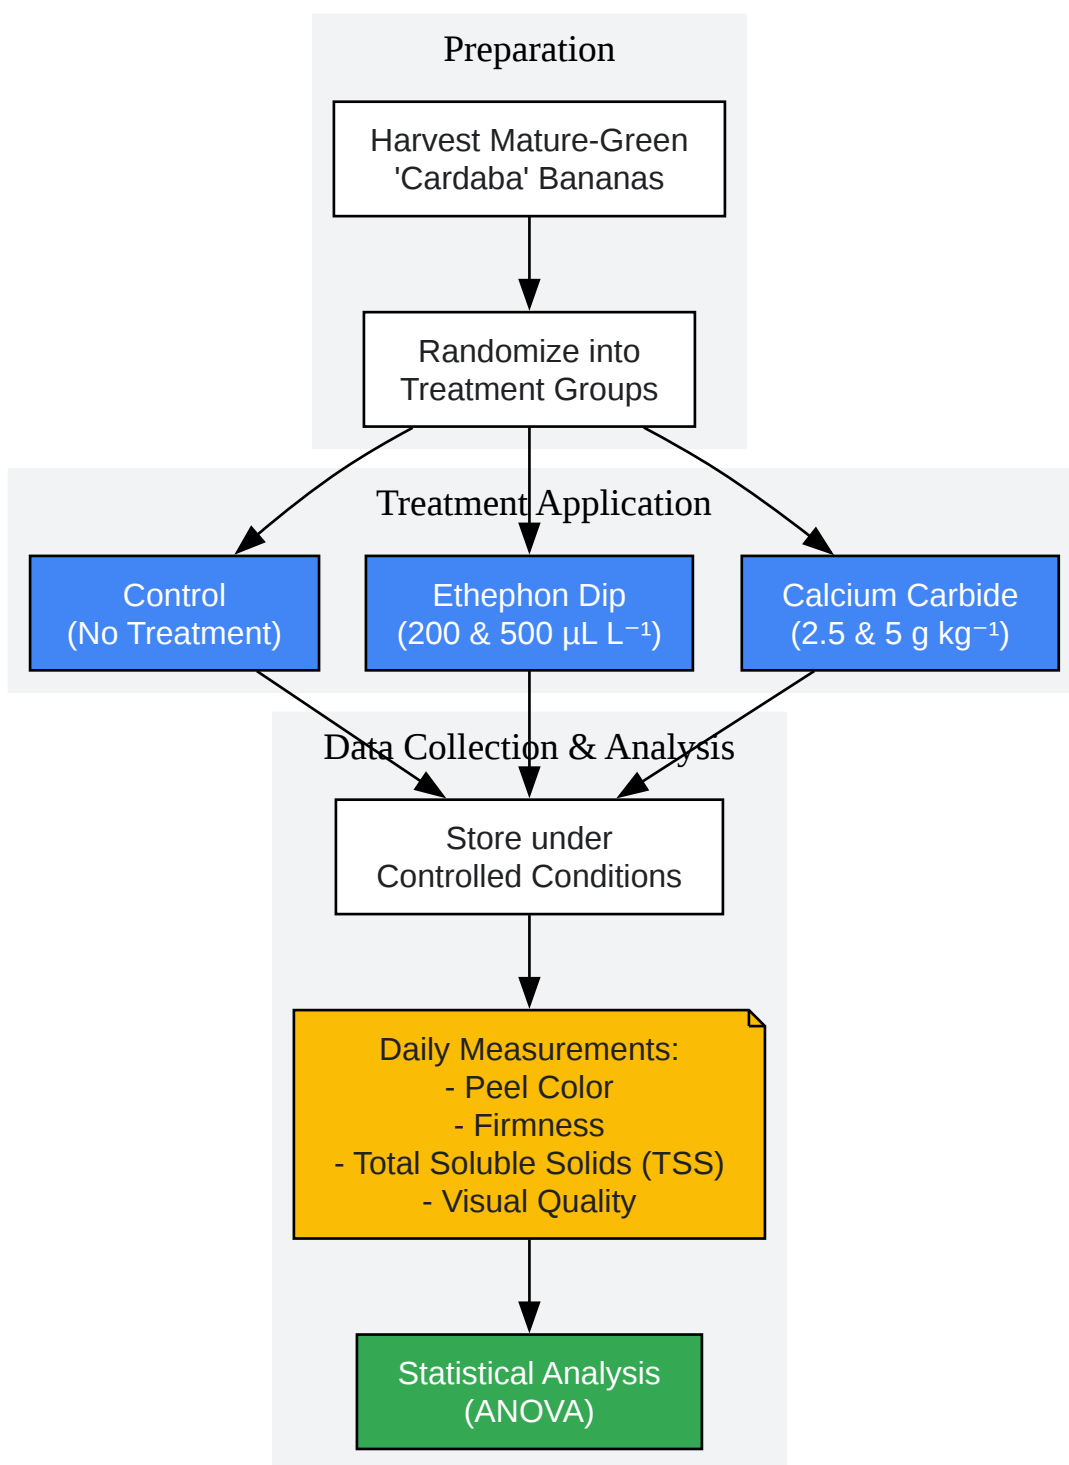 Preparation
Harvest Mature-Green
'Cardaba' Bananas
Randomize into
Treatment Groups
Treatment Application
Control
(No Treatment)
Ethephon Dip
(200 & 500 µL L⁻¹)
Calcium Carbide
(2.5 & 5 g kg⁻¹)
Data Collection & Analysis
Store under
Controlled Conditions
Daily Measurements:
- Peel Color
- Firmness
- Total Soluble Solids (TSS)
- Visual Quality
Statistical Analysis
(ANOVA)